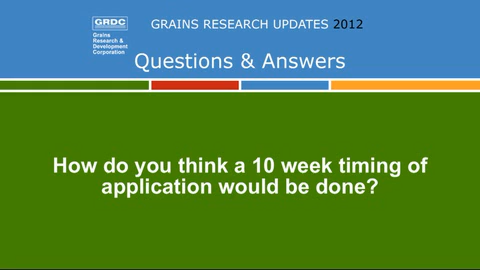 GRDC
GRAINS RESEARCH UPDATES 2012
Grains
Research &
Development
Corporation
Questions & Answers
How do you think a 10 week timing of
application would be done?